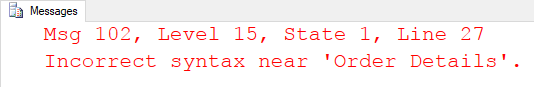 Messages
Msg 102, Level 15, State 1, Line 27
Incorrect syntax near 'Order Details'.